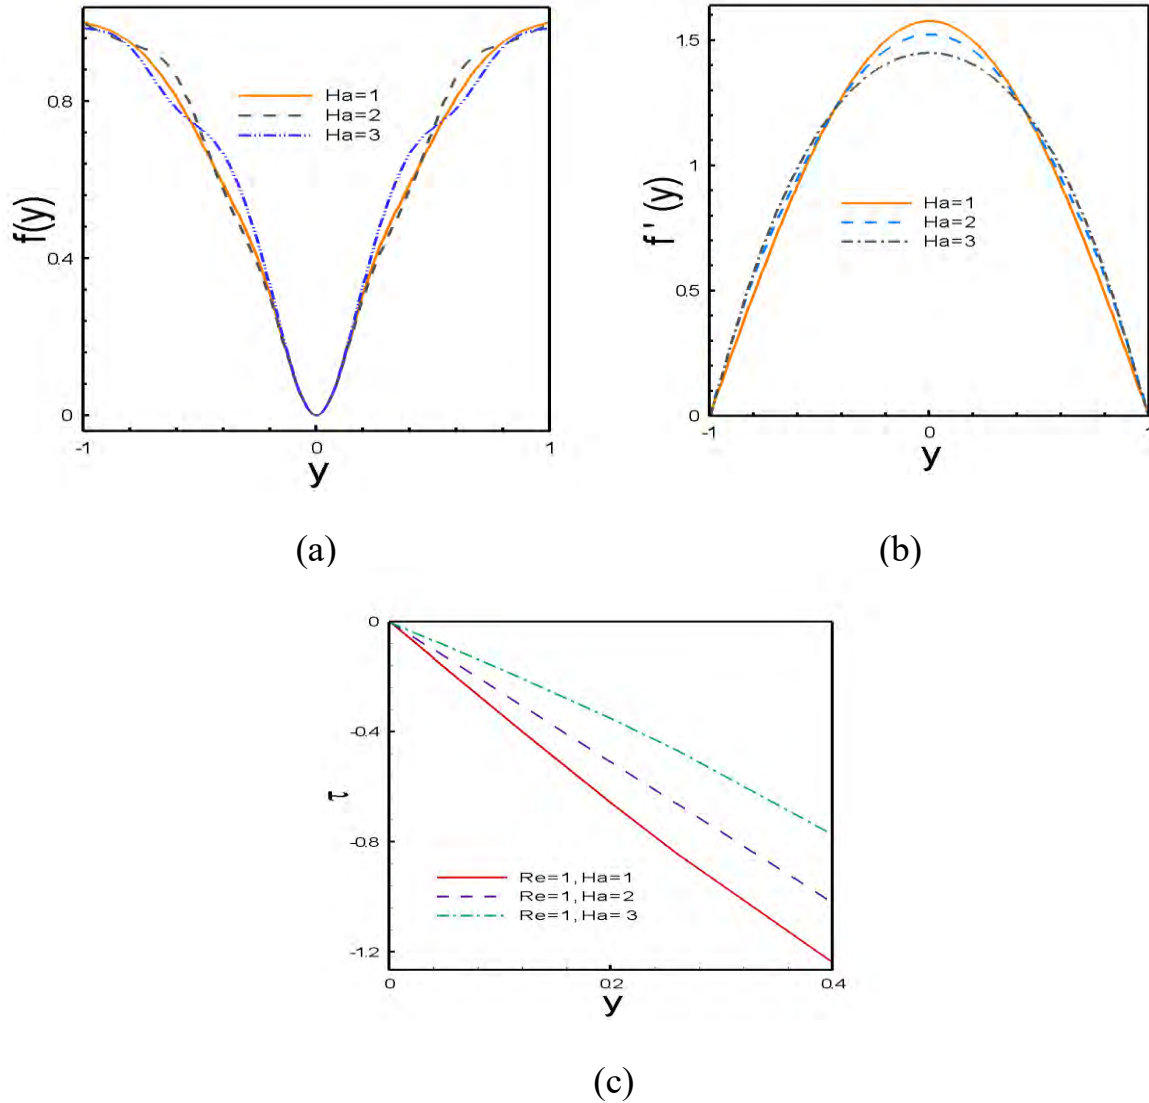 0.8
0.4
0
-1
0
1
f(y)
y
Ha=1
Ha=2
Ha=3
(a)
1.5
1
0.5
0
-1
0
1
f ' (y)
y
Ha=1
Ha=2
Ha=3
(b)
0
-0.4
-0.8
-1.2
0
0.2
0.4
τ
y
Re=1, Ha=1
Re=1, Ha=2
Re=1, Ha= 3
(c)